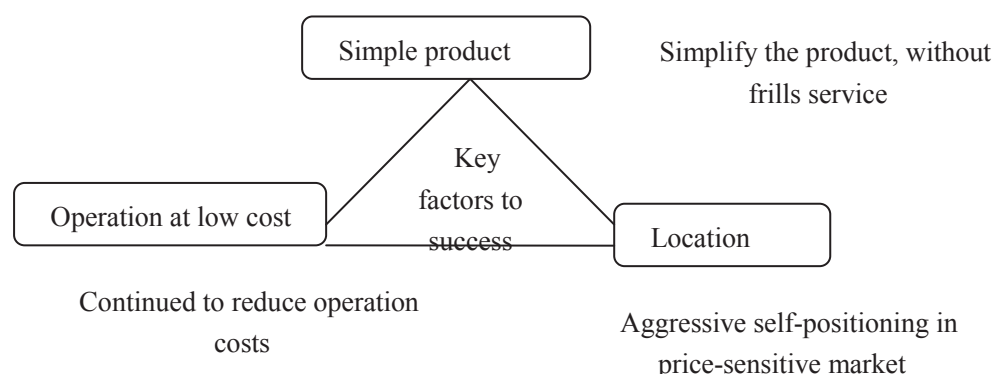 Simple product
Simplify the product, without
frills service
Key
factors to
success
Operation at low cost
Location
Continued to reduce operation
costs
Aggressive self-positioning in
price-sensitive market